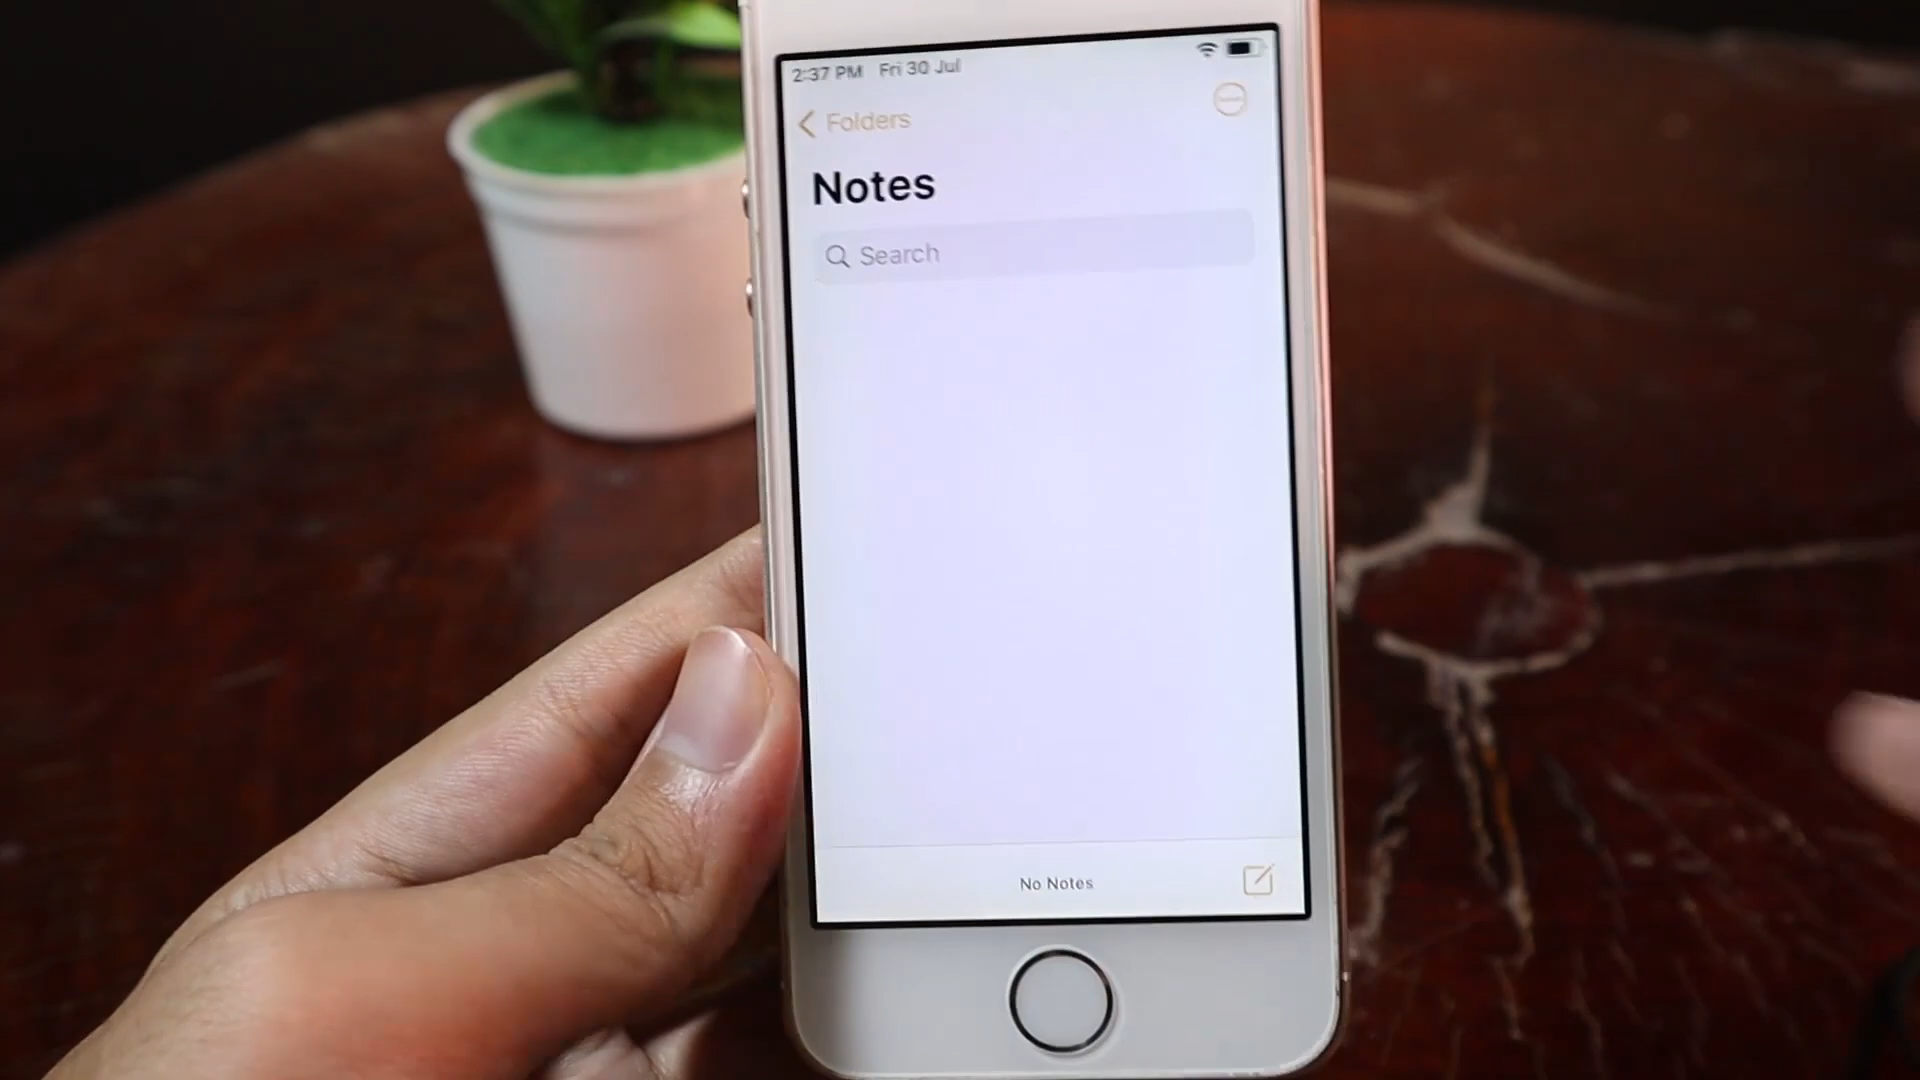 2:37 PM Fri 30 Jul
Folders
Notes
Search
No Notes